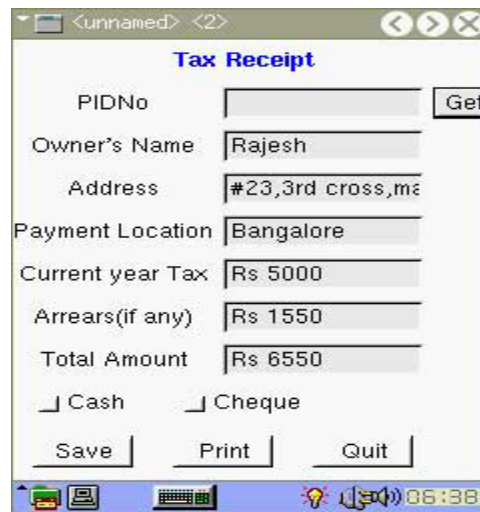 <unnamed> <2>
Tax Receipt
PIDNo Get
Owner's Name Rajesh
Address #23,3rd cross,ma
Payment Location Bangalore
Current year Tax Rs 5000
Arrears(if any) Rs 1550
Total Amount Rs 6550
Cash Cheque
Save Print Quit
06:38